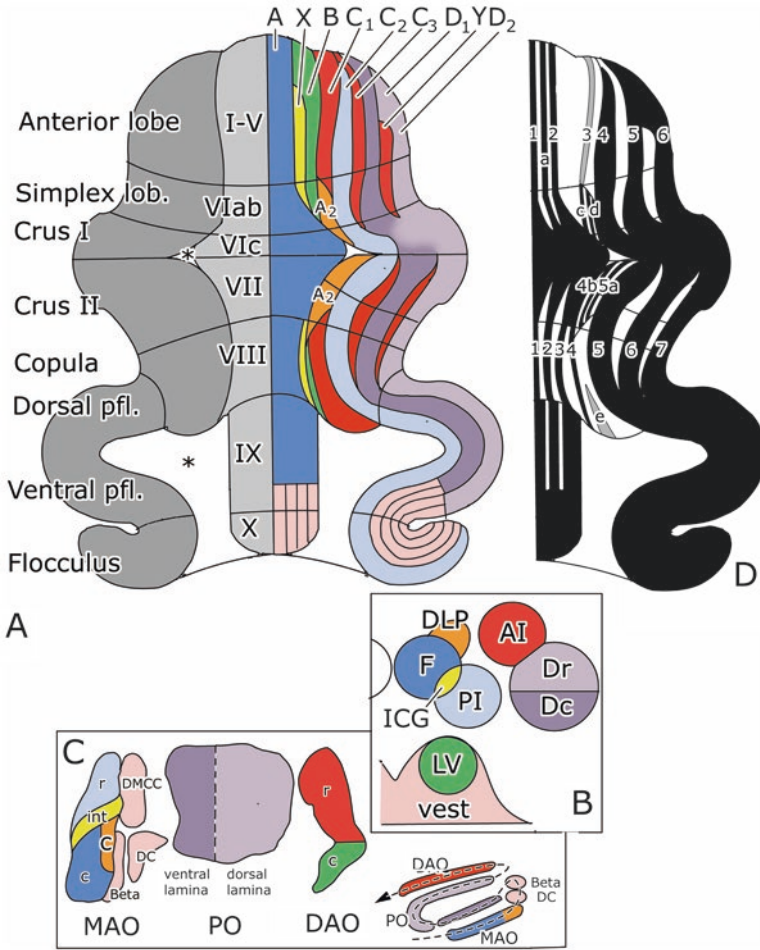 A X B C1 C2 C3 D1 Y D2
Anterior lobe I-V
Simplex lob. VIab A2
Crus I VIc
*
Crus II VII A2
Copula VIII
Dorsal pfl.
IX
*
Ventral pfl.
X
Flocculus
A
1 2 3 4 5 6
a
c d
4b5a
1 2 3 4 5 6 7
e
D
DLP AI
F Dr
ICG PI Dc
LV
vest B
C
r DMCC r
int
C
c DC c
Beta
ventral lamina dorsal lamina
MAO PO DAO
DAO
Beta
DC
PO
MAO